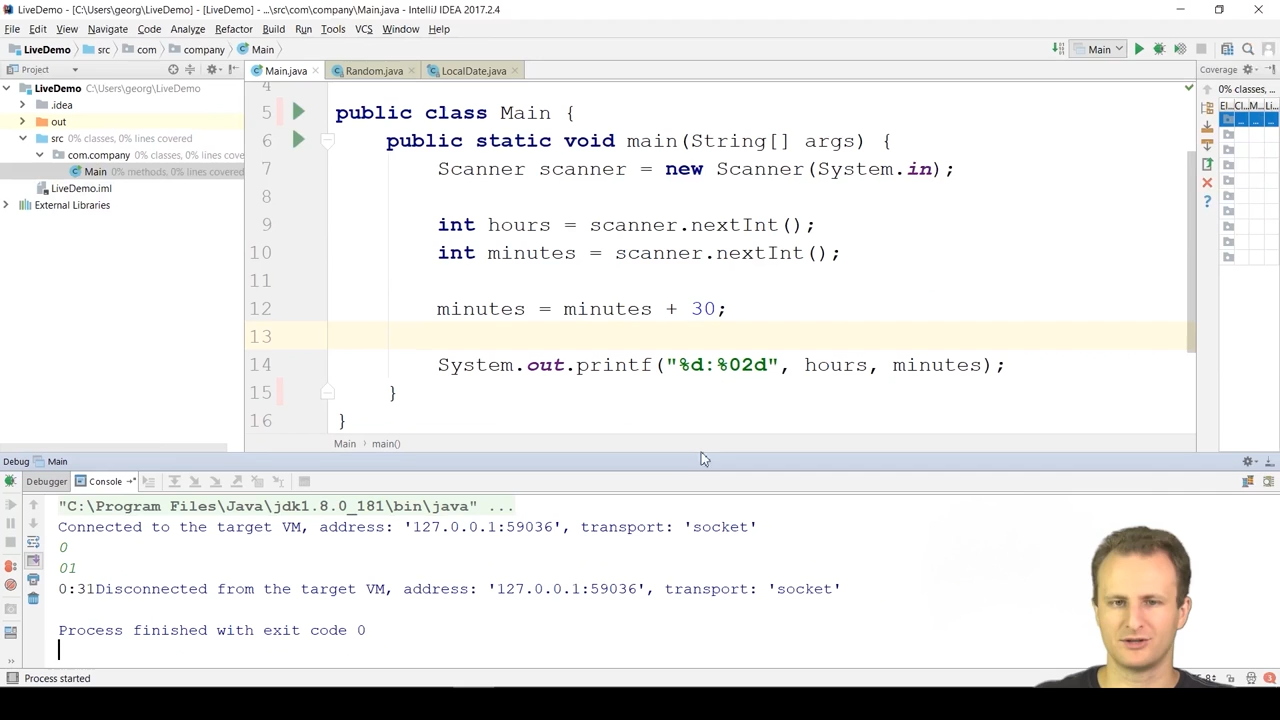 LiveDemo - [C:\Users\georg\LiveDemo] - [LiveDemo] - ...\src\com\company\Main.java - IntelliJ IDEA 2017.2.4
File Edit View Navigate Code Analyze Refactor Build Run Tools VCS Window Help
LiveDemo src com company Main Main
Project Main.java Random.java LocalDate.java Coverage
LiveDemo C:\Users\georg\LiveDemo
.idea
out
src 0% classes, 0% lines covered
com.company 0% classes, 0% lines cove
Main 0% methods, 0% lines covered
LiveDemo.iml
External Libraries
4
5 public class Main {
6 public static void main(String[] args) {
7 Scanner scanner = new Scanner(System.in);
8
9 int hours = scanner.nextInt();
10 int minutes = scanner.nextInt();
11
12 minutes = minutes + 30;
13
14 System.out.printf("%d:%02d", hours, minutes);
15 }
16 }
Main main()
0% classes, ...
El... Cl... M... Li...
Debug Main
Debugger Console
"C:\Program Files\Java\jdk1.8.0_181\bin\java" ...
Connected to the target VM, address: '127.0.0.1:59036', transport: 'socket'
0
01
0:31Disconnected from the target VM, address: '127.0.0.1:59036', transport: 'socket'
Process finished with exit code 0
Process started